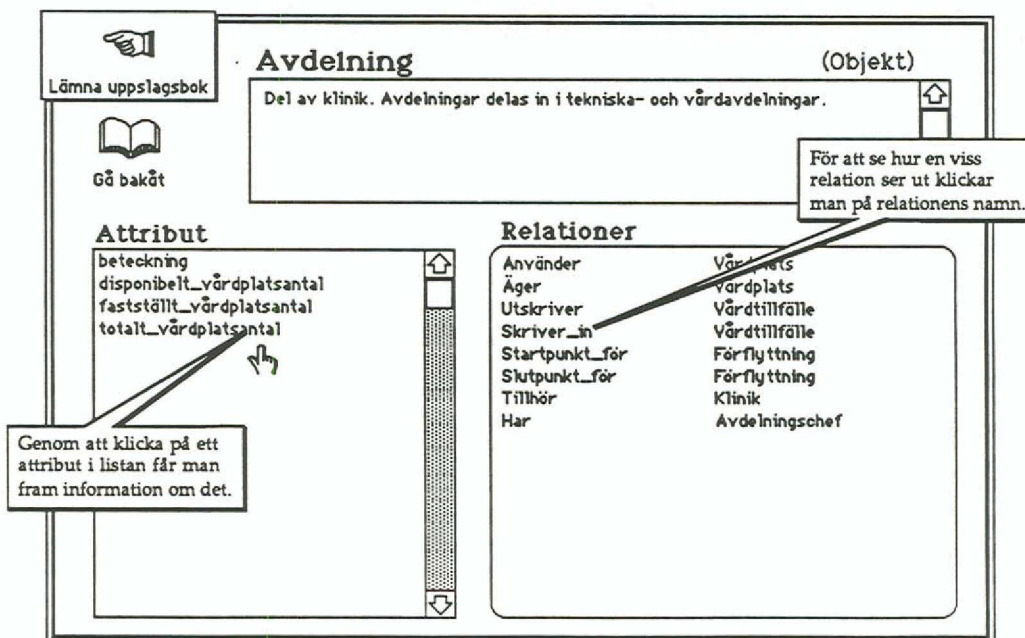 Lämna uppslagsbok
Gå bakåt
Avdelning (Objekt)
Del av klinik. Avdelningar delas in i tekniska- och vårdavdelningar.
För att se hur en viss
relation ser ut klickar
man på relationens namn.
Attribut
beteckning
disponibelt_vårdplatsantal
fastställt_vårdplatsantal
totalt_vårdplatsantal
Genom att klicka på ett
attribut i listan får man
fram information om det.
Relationer
Använder Vårdplats
Äger Vårdplats
Utskriver Vårdtillfälle
Skriver_in Vårdtillfälle
Startpunkt_för Förflyttning
Slutpunkt_för Förflyttning
Tillhör Klinik
Har Avdelningschef